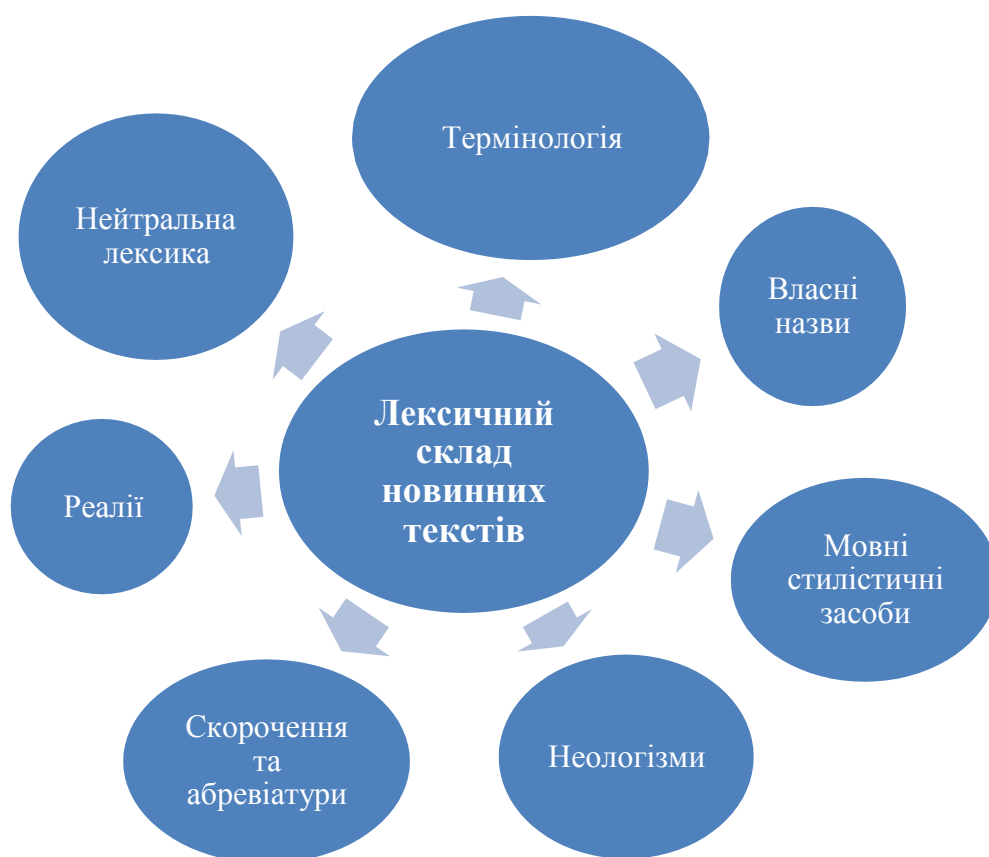 Термінологія
Нейтральна
лексика
Власні
назви
Лексичний
склад
новинних
текстів
Реалії
Мовні
стилістичні
засоби
Скорочення
та
абревіатури
Неологізми